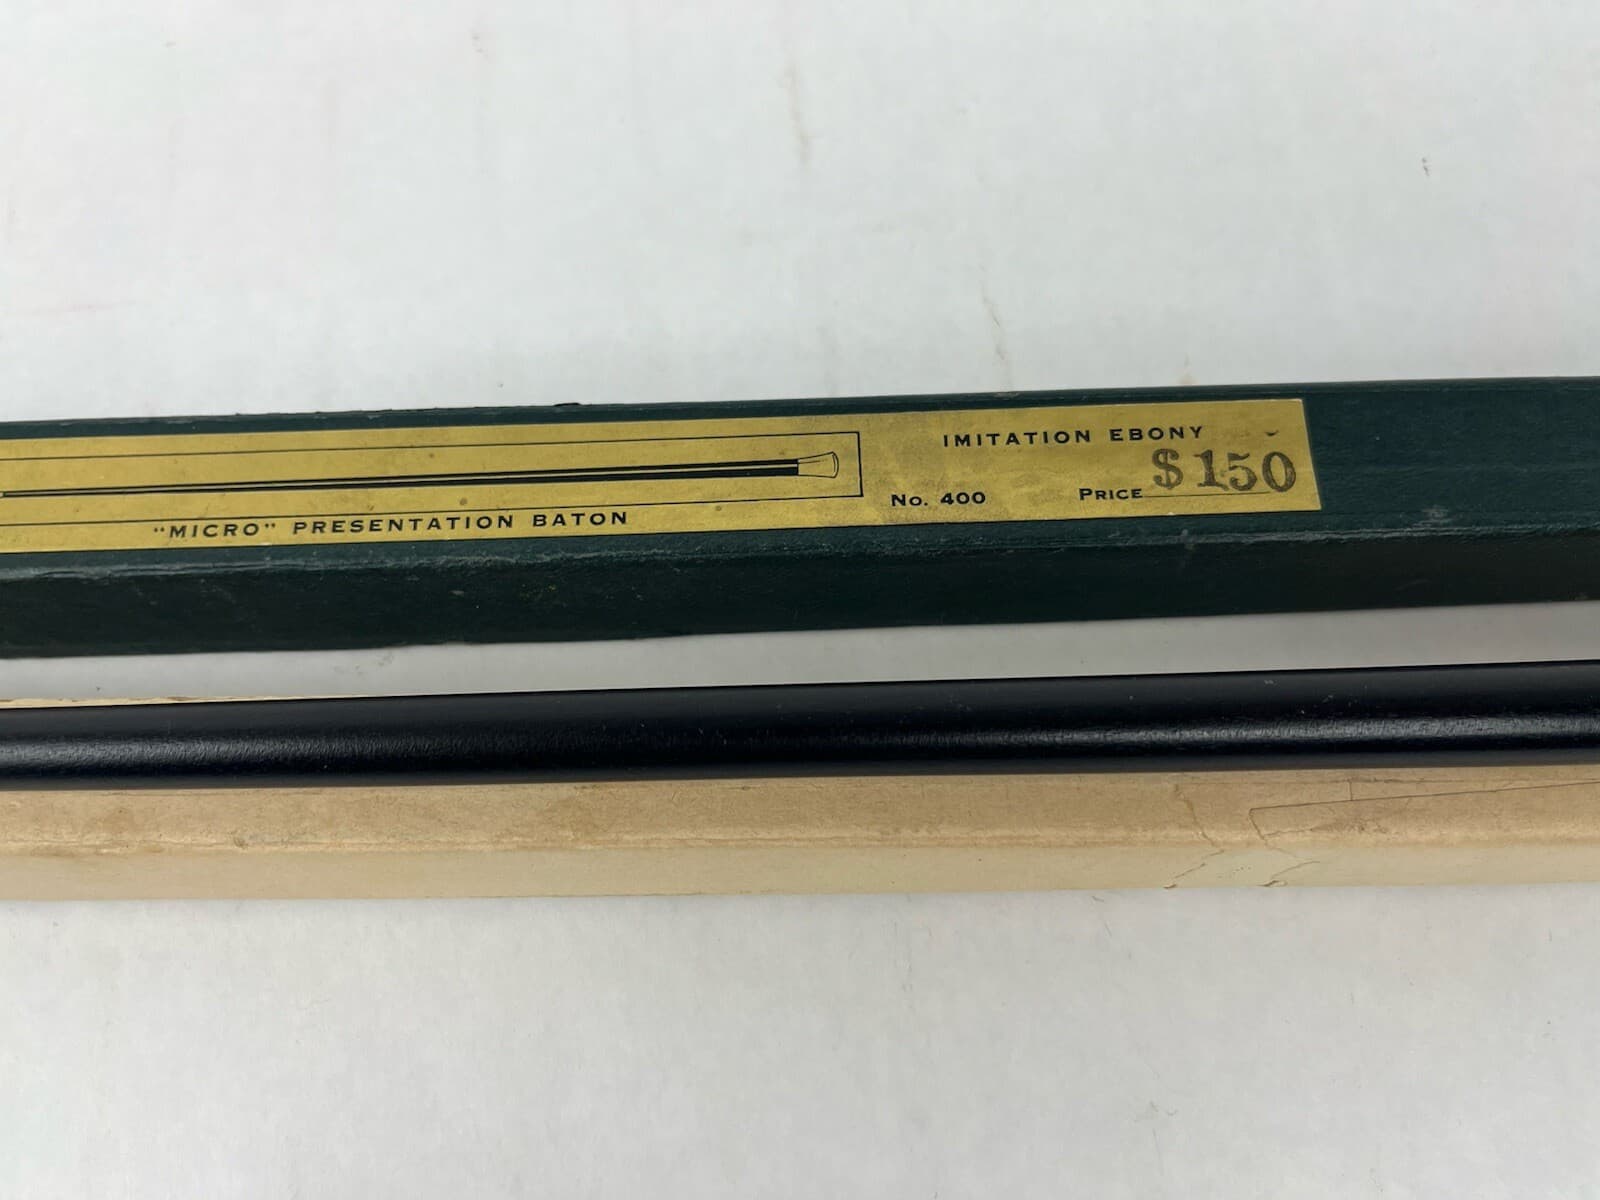 IMITATION EBONY
No. 400 PRICE $150
"MICRO" PRESENTATION BATON